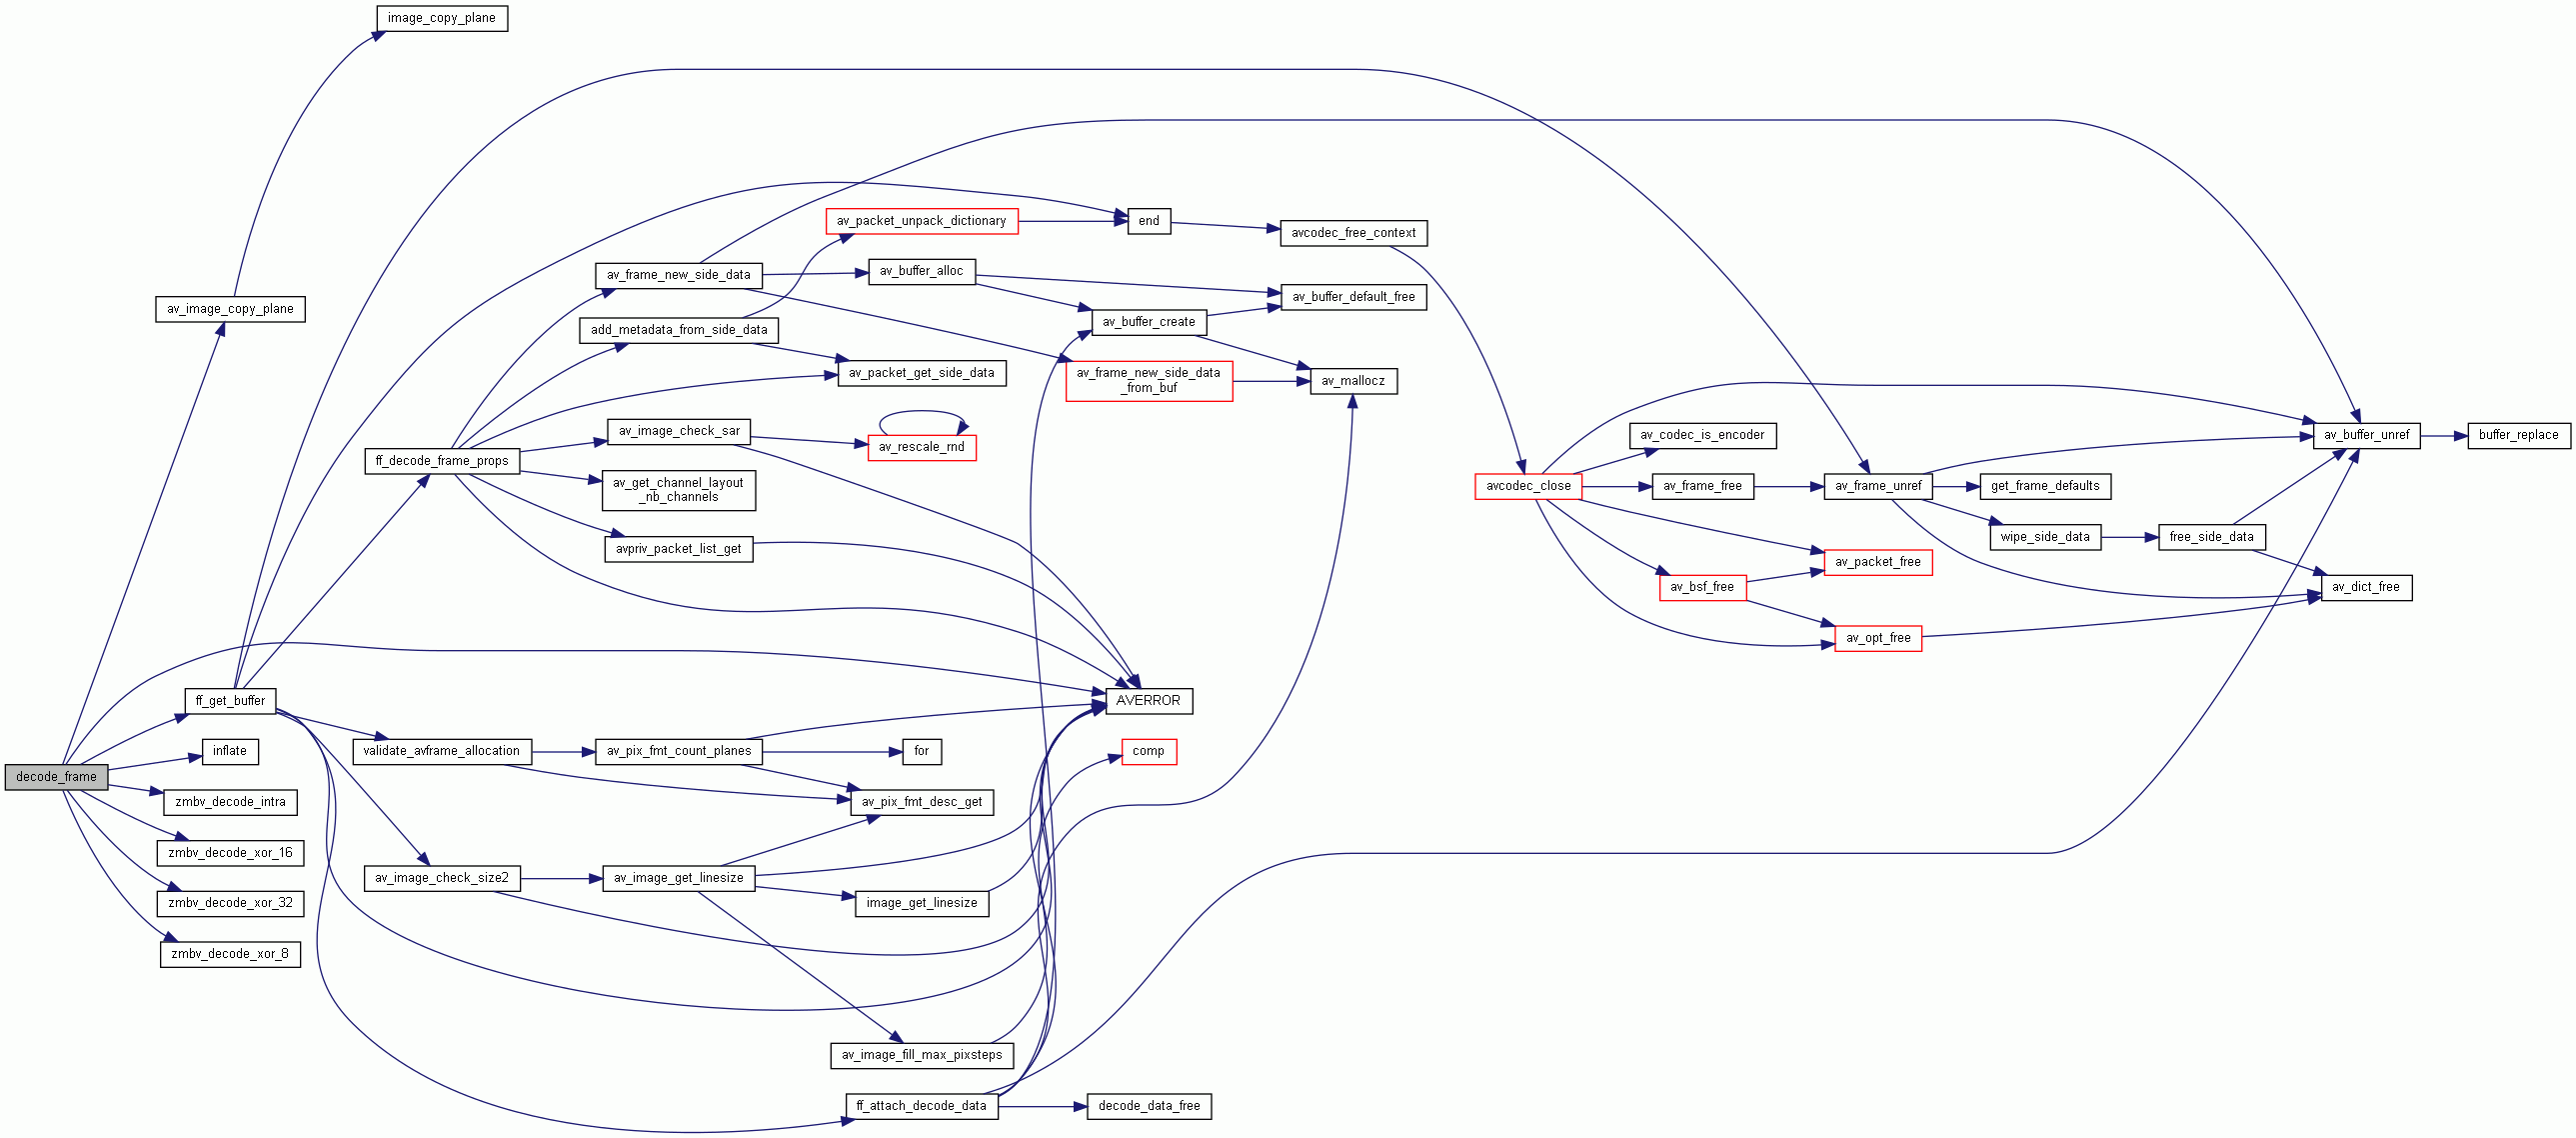 image_copy_plane
av_packet_unpack_dictionary
end
avcodec_free_context
av_frame_new_side_data
av_buffer_alloc
av_buffer_default_free
av_image_copy_plane
add_metadata_from_side_data
av_buffer_create
av_packet_get_side_data
av_frame_new_side_data
_from_buf
av_mallocz
av_image_check_sar
av_rescale_rnd
av_codec_is_encoder
av_buffer_unref
buffer_replace
ff_decode_frame_props
av_get_channel_layout
_nb_channels
avcodec_close
av_frame_free
av_frame_unref
get_frame_defaults
avpriv_packet_list_get
wipe_side_data
free_side_data
av_packet_free
av_bsf_free
av_dict_free
av_opt_free
ff_get_buffer
AVERROR
inflate
validate_avframe_allocation
av_pix_fmt_count_planes
for
comp
decode_frame
zmbv_decode_intra
av_pix_fmt_desc_get
zmbv_decode_xor_16
av_image_check_size2
av_image_get_linesize
zmbv_decode_xor_32
image_get_linesize
zmbv_decode_xor_8
av_image_fill_max_pixsteps
ff_attach_decode_data
decode_data_free